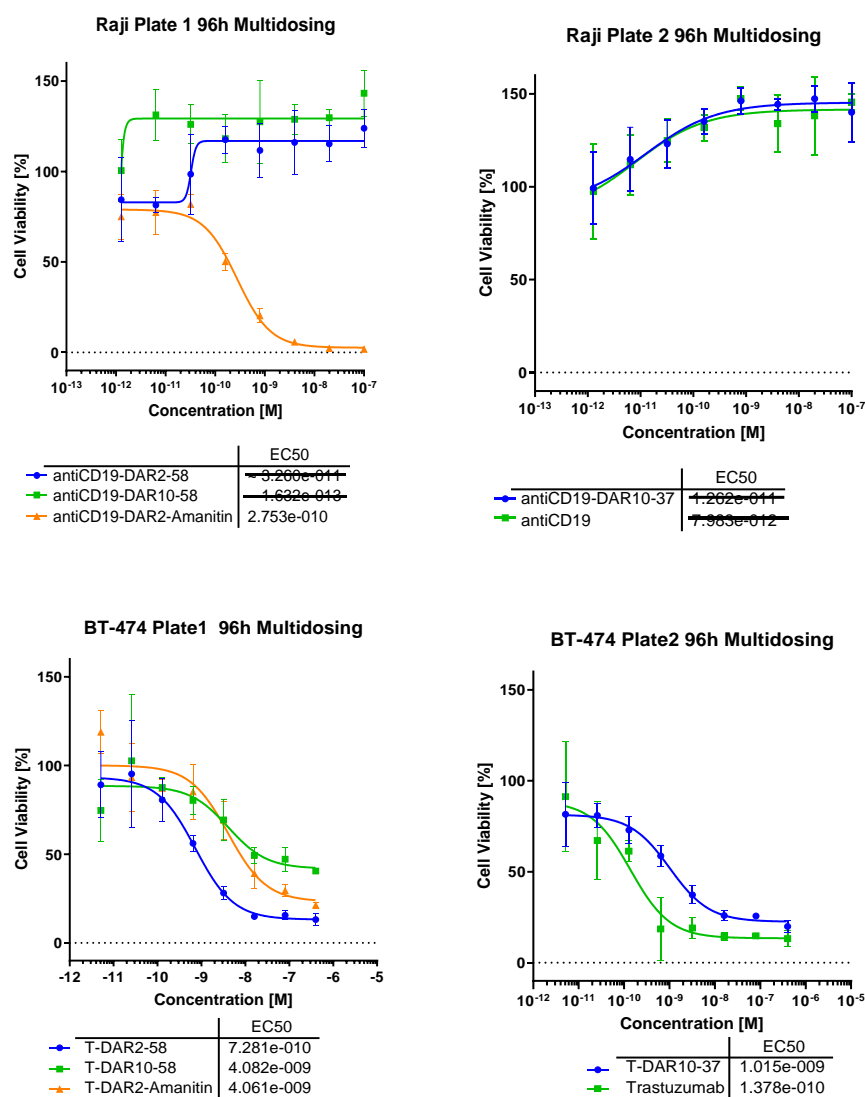 Raji Plate 1 96h Multidosing
150
100
50
0
Cell Viability [%]
10-13 10-12 10-11 10-10 10-9 10-8 10-7
Concentration [M]
EC50
antiCD19-DAR2-58 ~ 3.260e-011
antiCD19-DAR10-58 1.632e-013
antiCD19-DAR2-Amanitin 2.753e-010
Raji Plate 2 96h Multidosing
150
100
50
0
Cell Viability [%]
10-13 10-12 10-11 10-10 10-9 10-8 10-7
Concentration [M]
EC50
antiCD19-DAR10-37 1.262e-011
antiCD19 7.983e-012
BT-474 Plate1 96h Multidosing
150
100
50
0
Cell Viability [%]
-12 -11 -10 -9 -8 -7 -6 -5
Concentration [M]
EC50
T-DAR2-58 7.281e-010
T-DAR10-58 4.082e-009
T-DAR2-Amanitin 4.061e-009
BT-474 Plate2 96h Multidosing
150
100
50
0
Cell Viability [%]
10-12 10-11 10-10 10-9 10-8 10-7 10-6 10-5
Concentration [M]
EC50
T-DAR10-37 1.015e-009
Trastuzumab 1.378e-010